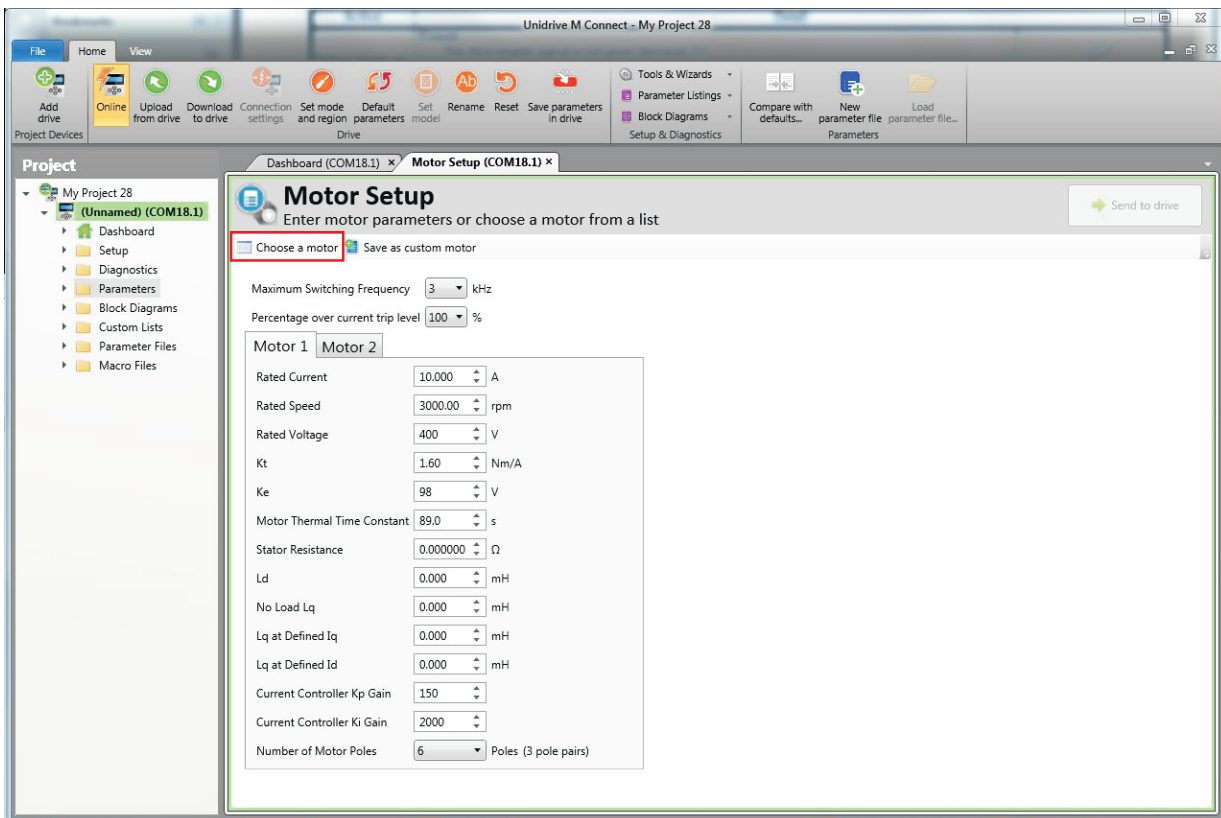 Unidrive M Connect - My Project 28
File Home View
Add drive
Online
Upload from drive
Download to drive
Connection settings
Set mode and region
Default parameters
Set model
Rename
Reset
Save parameters in drive
Tools & Wizards
Parameter Listings
Block Diagrams
Compare with defaults...
New parameter file
Load parameter file...
Project Devices
Drive
Setup & Diagnostics
Parameters
Project
My Project 28
(Unnamed) (COM18.1)
Dashboard
Setup
Diagnostics
Parameters
Block Diagrams
Custom Lists
Parameter Files
Macro Files
Dashboard (COM18.1) × Motor Setup (COM18.1) ×
Motor Setup
Enter motor parameters or choose a motor from a list
Send to drive
Choose a motor Save as custom motor
Maximum Switching Frequency 3 kHz
Percentage over current trip level 100 %
Motor 1 Motor 2
Rated Current 10.000 A
Rated Speed 3000.00 rpm
Rated Voltage 400 V
Kt 1.60 Nm/A
Ke 98 V
Motor Thermal Time Constant 89.0 s
Stator Resistance 0.000000 Ω
Ld 0.000 mH
No Load Lq 0.000 mH
Lq at Defined Iq 0.000 mH
Lq at Defined Id 0.000 mH
Current Controller Kp Gain 150
Current Controller Ki Gain 2000
Number of Motor Poles 6 Poles (3 pole pairs)